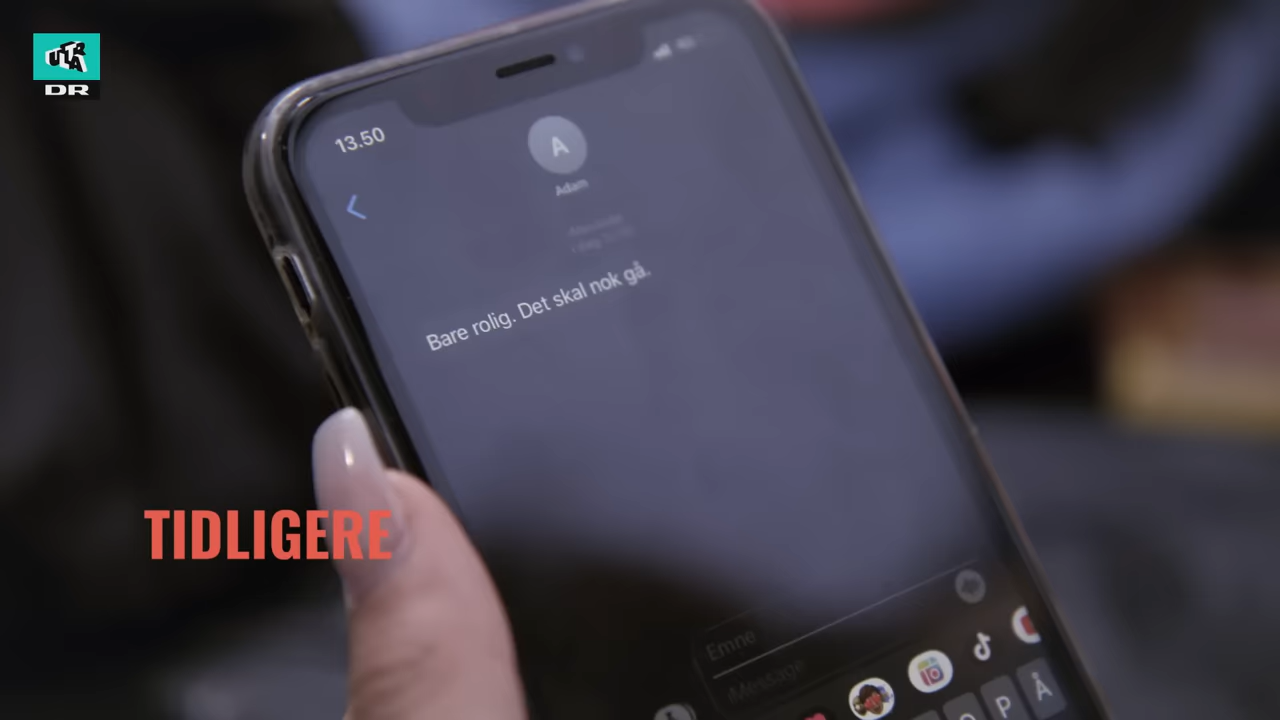 ULTRA
DR
13.50
A
Adam
Bare rolig. Det skal nok gå.
TIDLIGERE
Emne
iMessage
O P Å